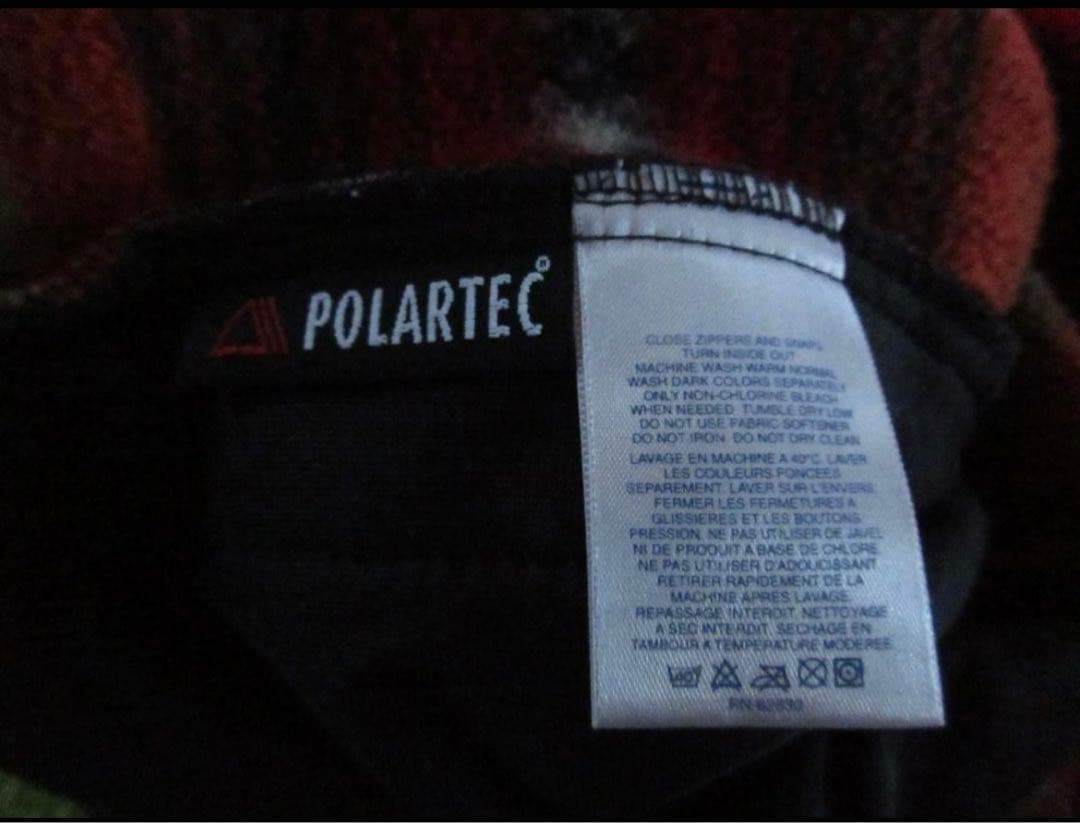 POLARTEC®
CLOSE ZIPPERS AND SNAPS
TURN INSIDE OUT
MACHINE WASH WARM NORMAL
WASH DARK COLORS SEPARATELY
ONLY NON-CHLORINE BLEACH
WHEN NEEDED TUMBLE DRY LOW
DO NOT USE FABRIC SOFTENER
DO NOT IRON DO NOT DRY CLEAN
LAVAGE EN MACHINE A 40°C. LAVER
LES COULEURS FONCEES
SEPAREMENT. LAVER SUR L'ENVERS.
FERMER LES FERMETURES A
GLISSIERES ET LES BOUTONS
PRESSION. NE PAS UTILISER DE JAVEL
NI DE PRODUIT A BASE DE CHLORE.
NE PAS UTILISER D'ADOUCISSANT
RETIRER RAPIDEMENT DE LA
MACHINE APRES LAVAGE.
REPASSAGE INTERDIT. NETTOYAGE
A SEC INTERDIT. SECHAGE EN
TAMBOUR A TEMPERATURE MODEREE.
40°
RN